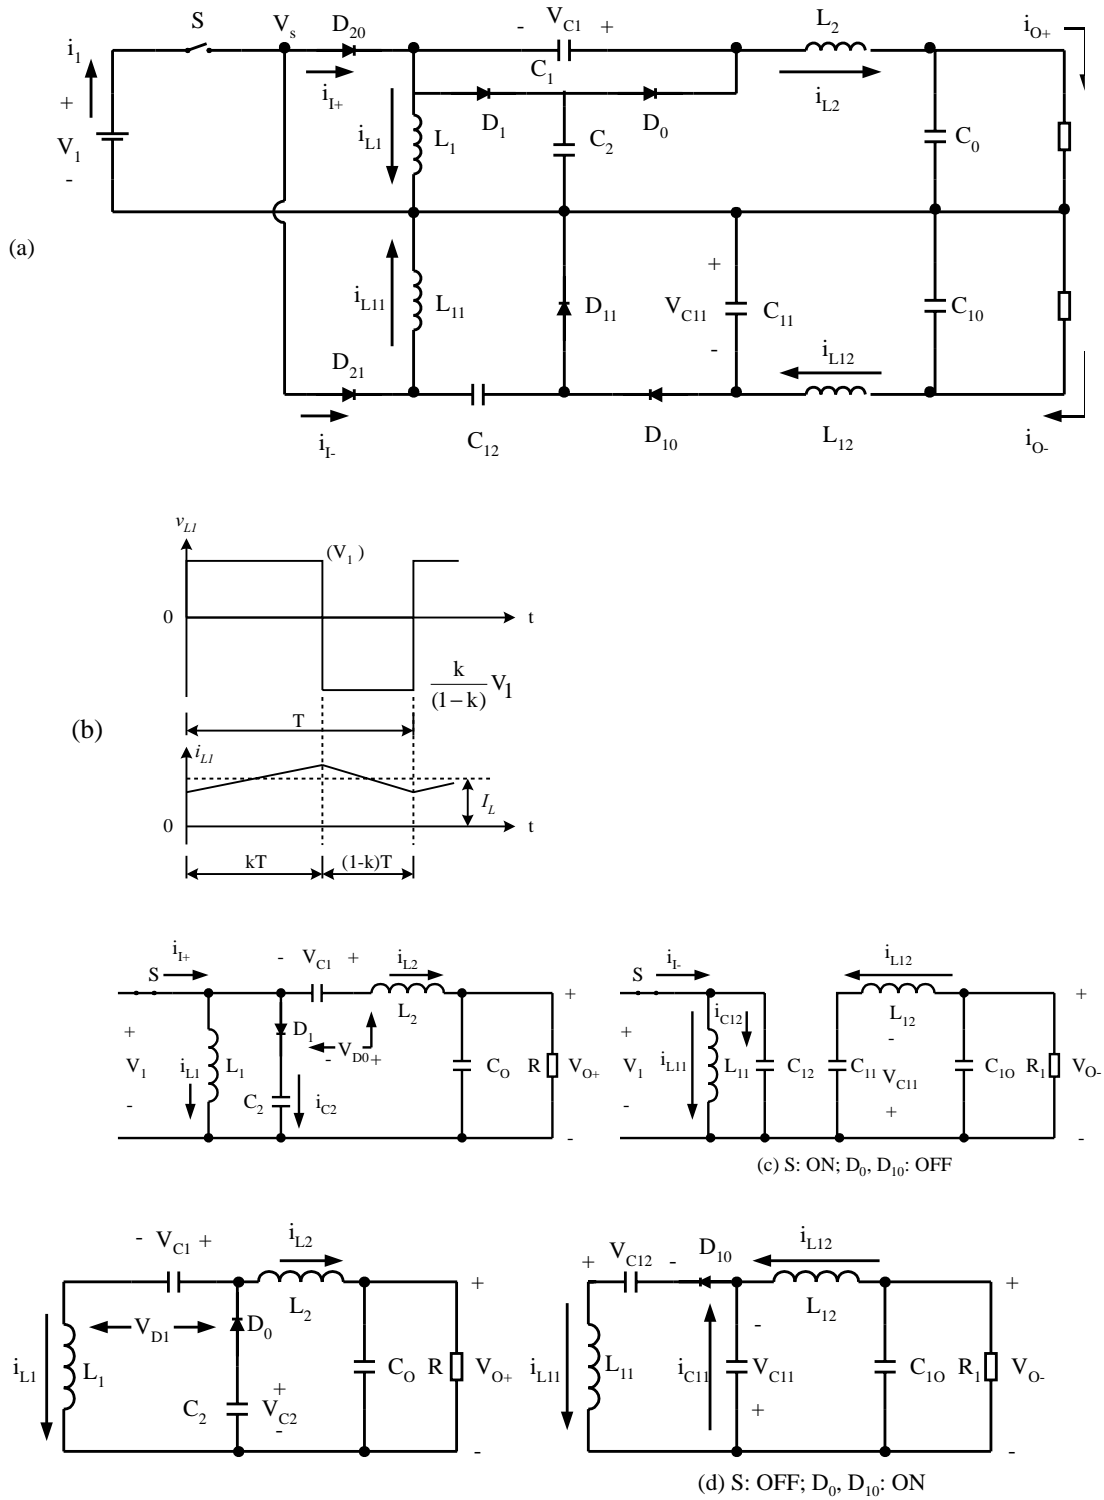 S V_s D_20 - V_C1 + L_2 i_O+
i_1 C_1
+ i_I+ i_L2
V_1 i_L1 L_1 D_1 C_2 D_0 C_0
-
(a)
i_L11 L_11 D_11 + V_C11 - C_11 C_10
D_21 i_L12
i_I- C_12 D_10 L_12 i_O-
v_L1
(V_1 )
0 t
k/(1−k) V_1
T
(b)
i_L1
I_L
0 t
kT (1-k)T
i_I+ - V_C1 + i_L2
S L_2 +
+ D_1 V_D0 - +
V_1 i_L1 L_1 C_O R V_O+
- C_2 i_C2 -
i_I- i_L12
S L_12 +
+ i_C12 -
V_1 i_L11 L_11 C_12 C_11 V_C11 C_1O R_1 V_O-
- + -
(c) S: ON; D_0, D_10: OFF
- V_C1 + i_L2
L_2 +
V_D1 D_0
i_L1 L_1 C_O R V_O+
C_2 + V_C2 - -
+ V_C12 - D_10 i_L12
L_12 +
-
i_L11 L_11 i_C11 V_C11 C_1O R_1 V_O-
+ -
(d) S: OFF; D_0, D_10: ON